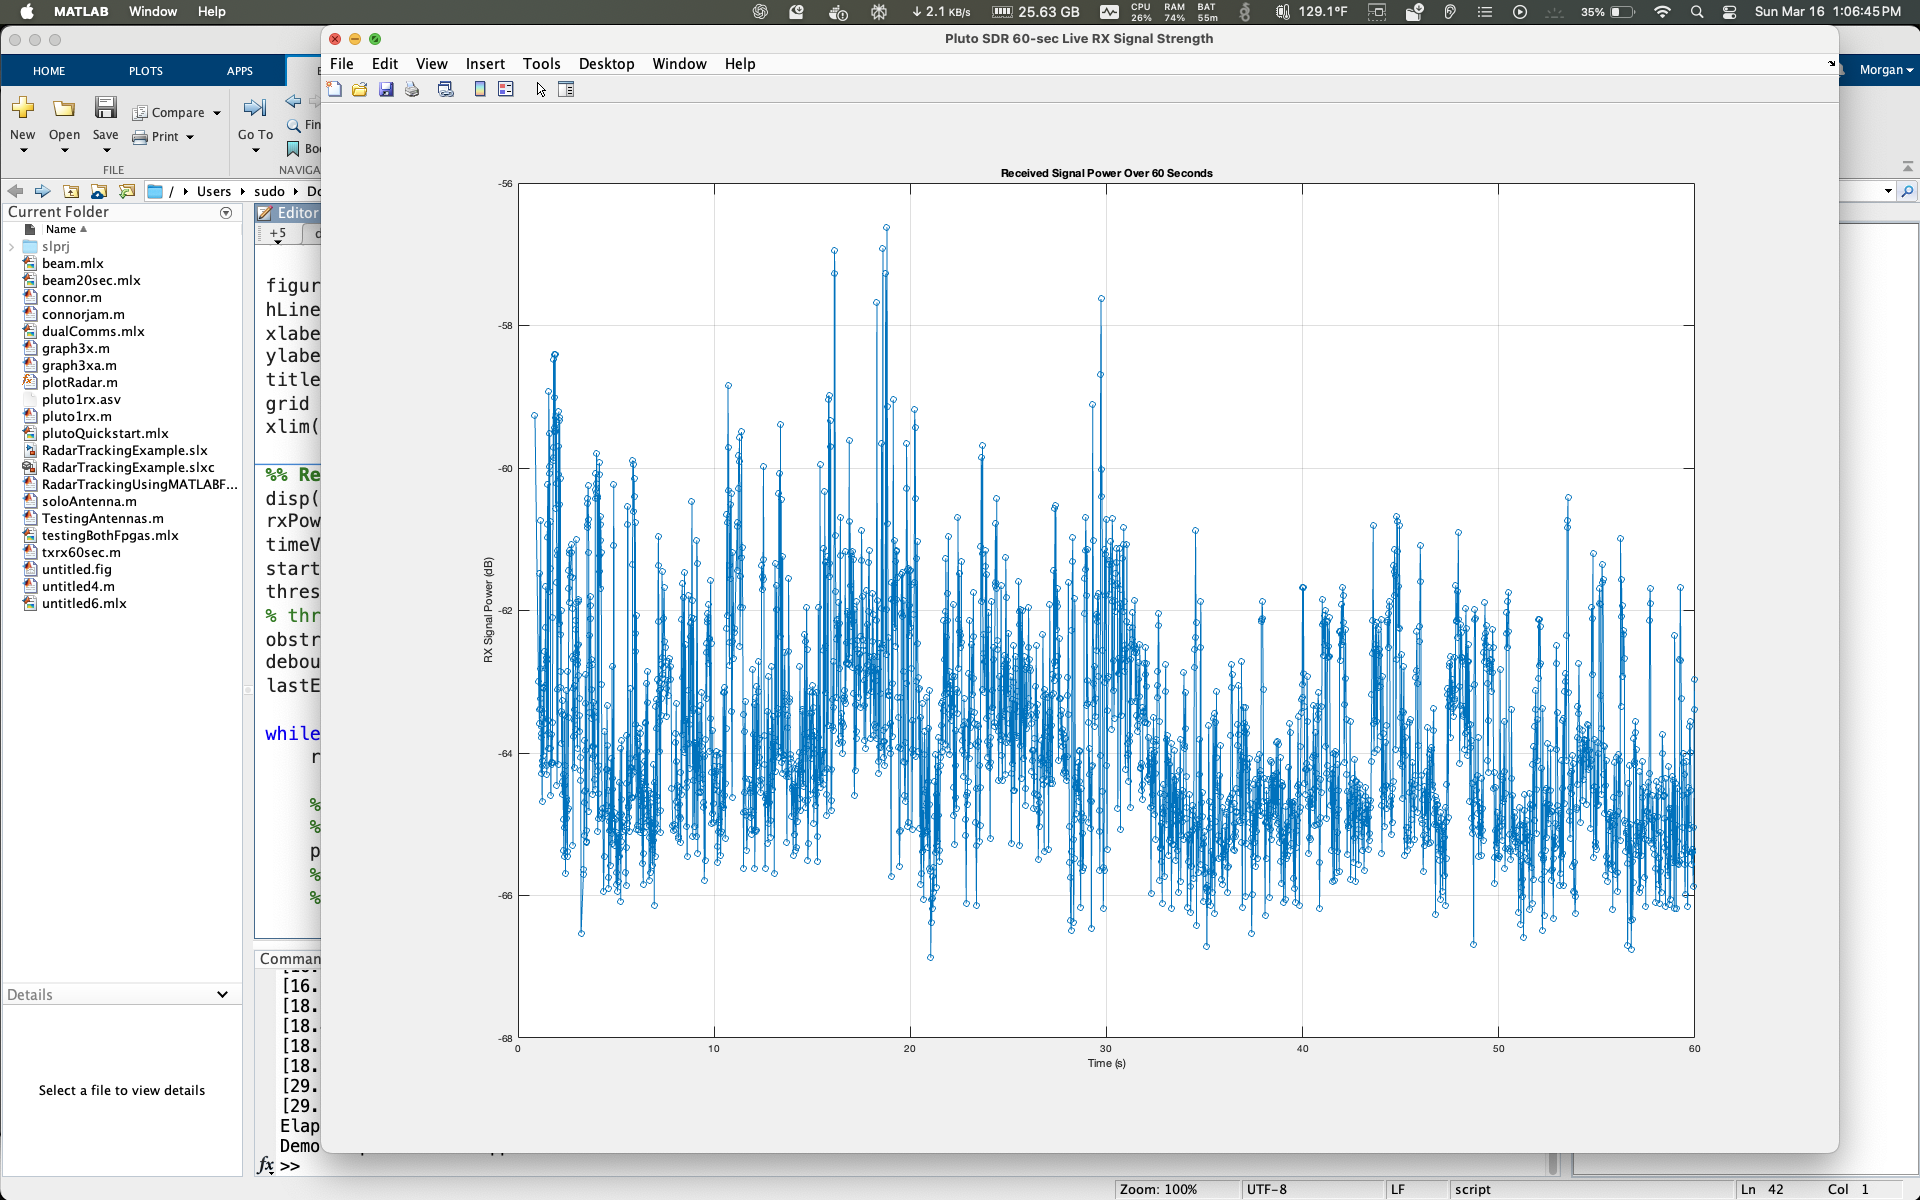 MATLAB Window Help
2.1 KB/s 25.63 GB CPU 26% RAM 74% BAT 55m 129.1°F 35% Sun Mar 16 1:06:45 PM
Pluto SDR 60-sec Live RX Signal Strength
HOME PLOTS APPS
Morgan
File Edit View Insert Tools Desktop Window Help
New Open Save Compare Print Go To
FILE
/ Users sudo
Current Folder
Name
slprj
beam.mlx
beam20sec.mlx
connor.m
connorjam.m
dualComms.mlx
graph3x.m
graph3xa.m
plotRadar.m
pluto1rx.asv
pluto1rx.m
plutoQuickstart.mlx
RadarTrackingExample.slx
RadarTrackingExample.slxc
RadarTrackingUsingMATLABF...
soloAntenna.m
TestingAntennas.m
testingBothFpgas.mlx
txrx60sec.m
untitled.fig
untitled4.m
untitled6.mlx
Details
Select a file to view details
Editor
+5
figur
hLine
xlabe
ylabe
title
grid
xlim(
%% Re
disp(
rxPow
timeV
start
thres
% thr
obstr
debou
lastE
while
r
%
%
p
%
%
Comman
[16.
[18.
[18.
[18.
[18.
[29.
[29.
Elap
Demo
fx >>
Received Signal Power Over 60 Seconds
RX Signal Power (dB)
-56
-58
-60
-62
-64
-66
-68
0 10 20 30 40 50 60
Time (s)
Zoom: 100% UTF-8 LF script Ln 42 Col 1